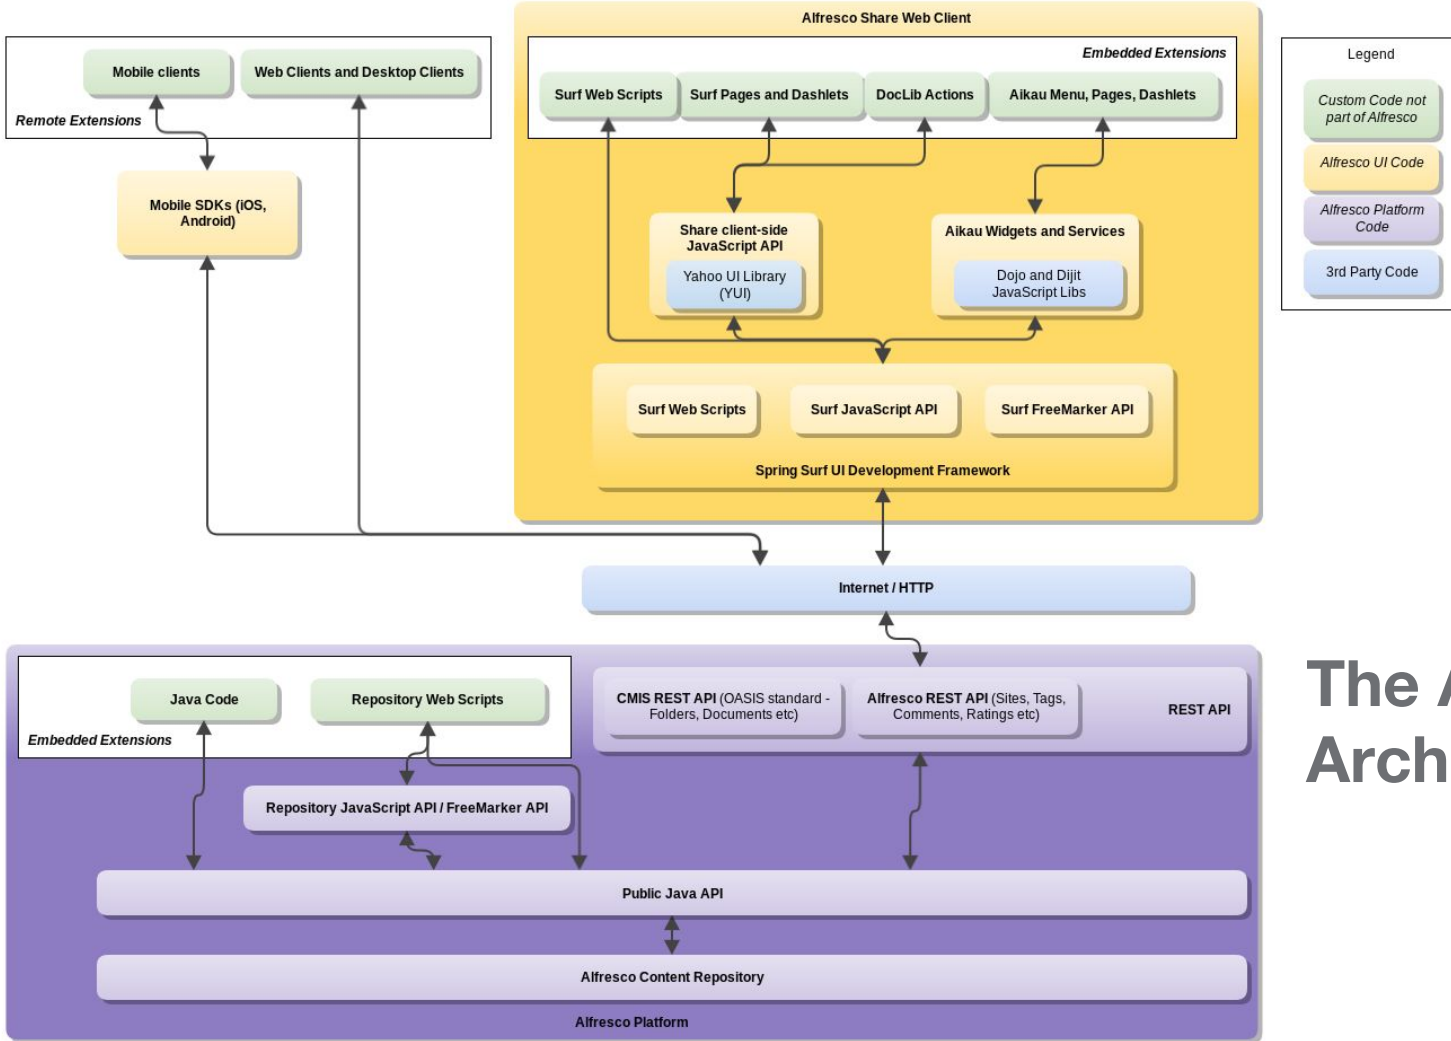 Alfresco Share Web Client
Embedded Extensions
Mobile clients
Web Clients and Desktop Clients
Remote Extensions
Surf Web Scripts
Surf Pages and Dashlets
DocLib Actions
Aikau Menu, Pages, Dashlets
Legend
Custom Code not
part of Alfresco
Alfresco UI Code
Alfresco Platform
Code
3rd Party Code
Mobile SDKs (iOS,
Android)
Share client-side
JavaScript API
Yahoo UI Library
(YUI)
Aikau Widgets and Services
Dojo and Dijit
JavaScript Libs
Surf Web Scripts
Surf JavaScript API
Surf FreeMarker API
Spring Surf UI Development Framework
Internet / HTTP
Java Code
Repository Web Scripts
Embedded Extensions
CMIS REST API (OASIS standard -
Folders, Documents etc)
Alfresco REST API (Sites, Tags,
Comments, Ratings etc)
REST API
The A
Arch
Repository JavaScript API / FreeMarker API
Public Java API
Alfresco Content Repository
Alfresco Platform